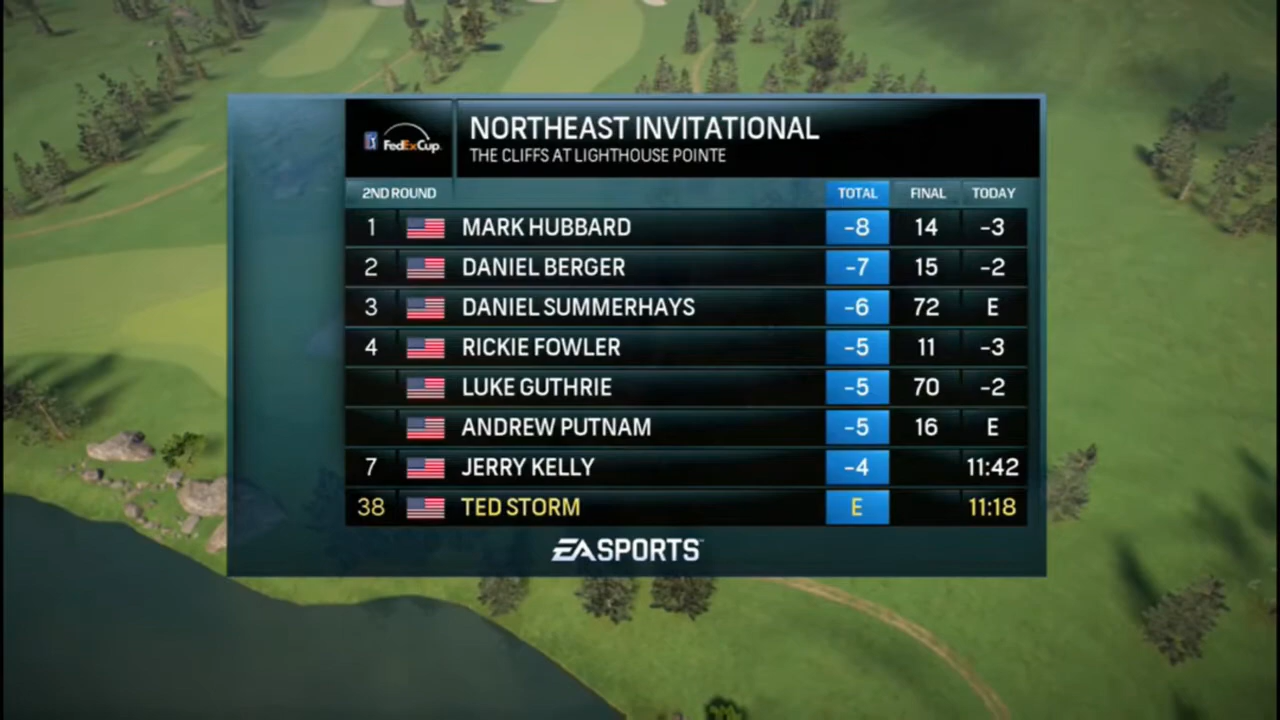 FedExCup
NORTHEAST INVITATIONAL
THE CLIFFS AT LIGHTHOUSE POINTE
2ND ROUND TOTAL FINAL TODAY
1 MARK HUBBARD -8 14 -3
2 DANIEL BERGER -7 15 -2
3 DANIEL SUMMERHAYS -6 72 E
4 RICKIE FOWLER -5 11 -3
LUKE GUTHRIE -5 70 -2
ANDREW PUTNAM -5 16 E
7 JERRY KELLY -4 11:42
38 TED STORM E 11:18
EA SPORTS